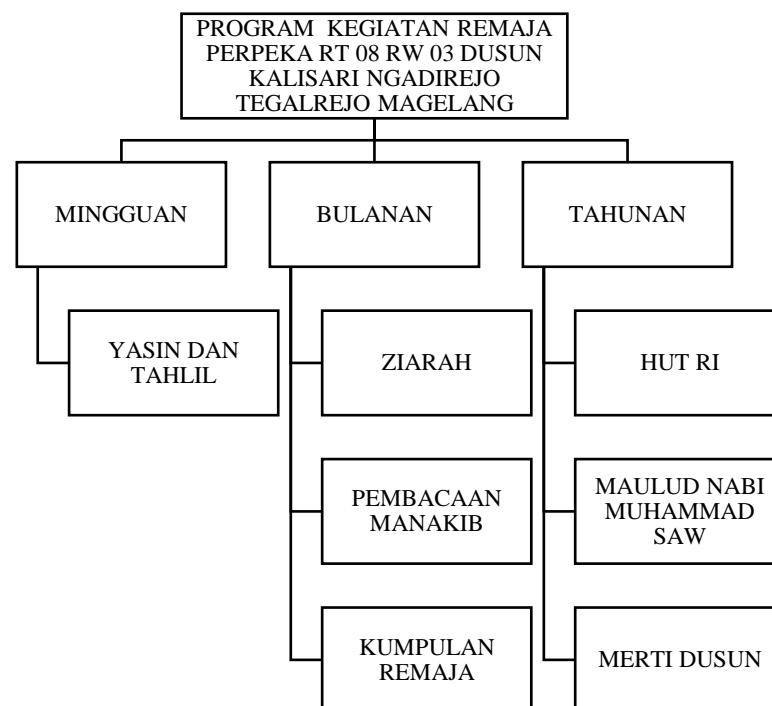 PROGRAM KEGIATAN REMAJA
PERPEKA RT 08 RW 03 DUSUN
KALISARI NGADIREJO
TEGALREJO MAGELANG
MINGGUAN
BULANAN
TAHUNAN
YASIN DAN
TAHLIL
ZIARAH
HUT RI
PEMBACAAN
MANAKIB
MAULUD NABI
MUHAMMAD
SAW
KUMPULAN
REMAJA
MERTI DUSUN